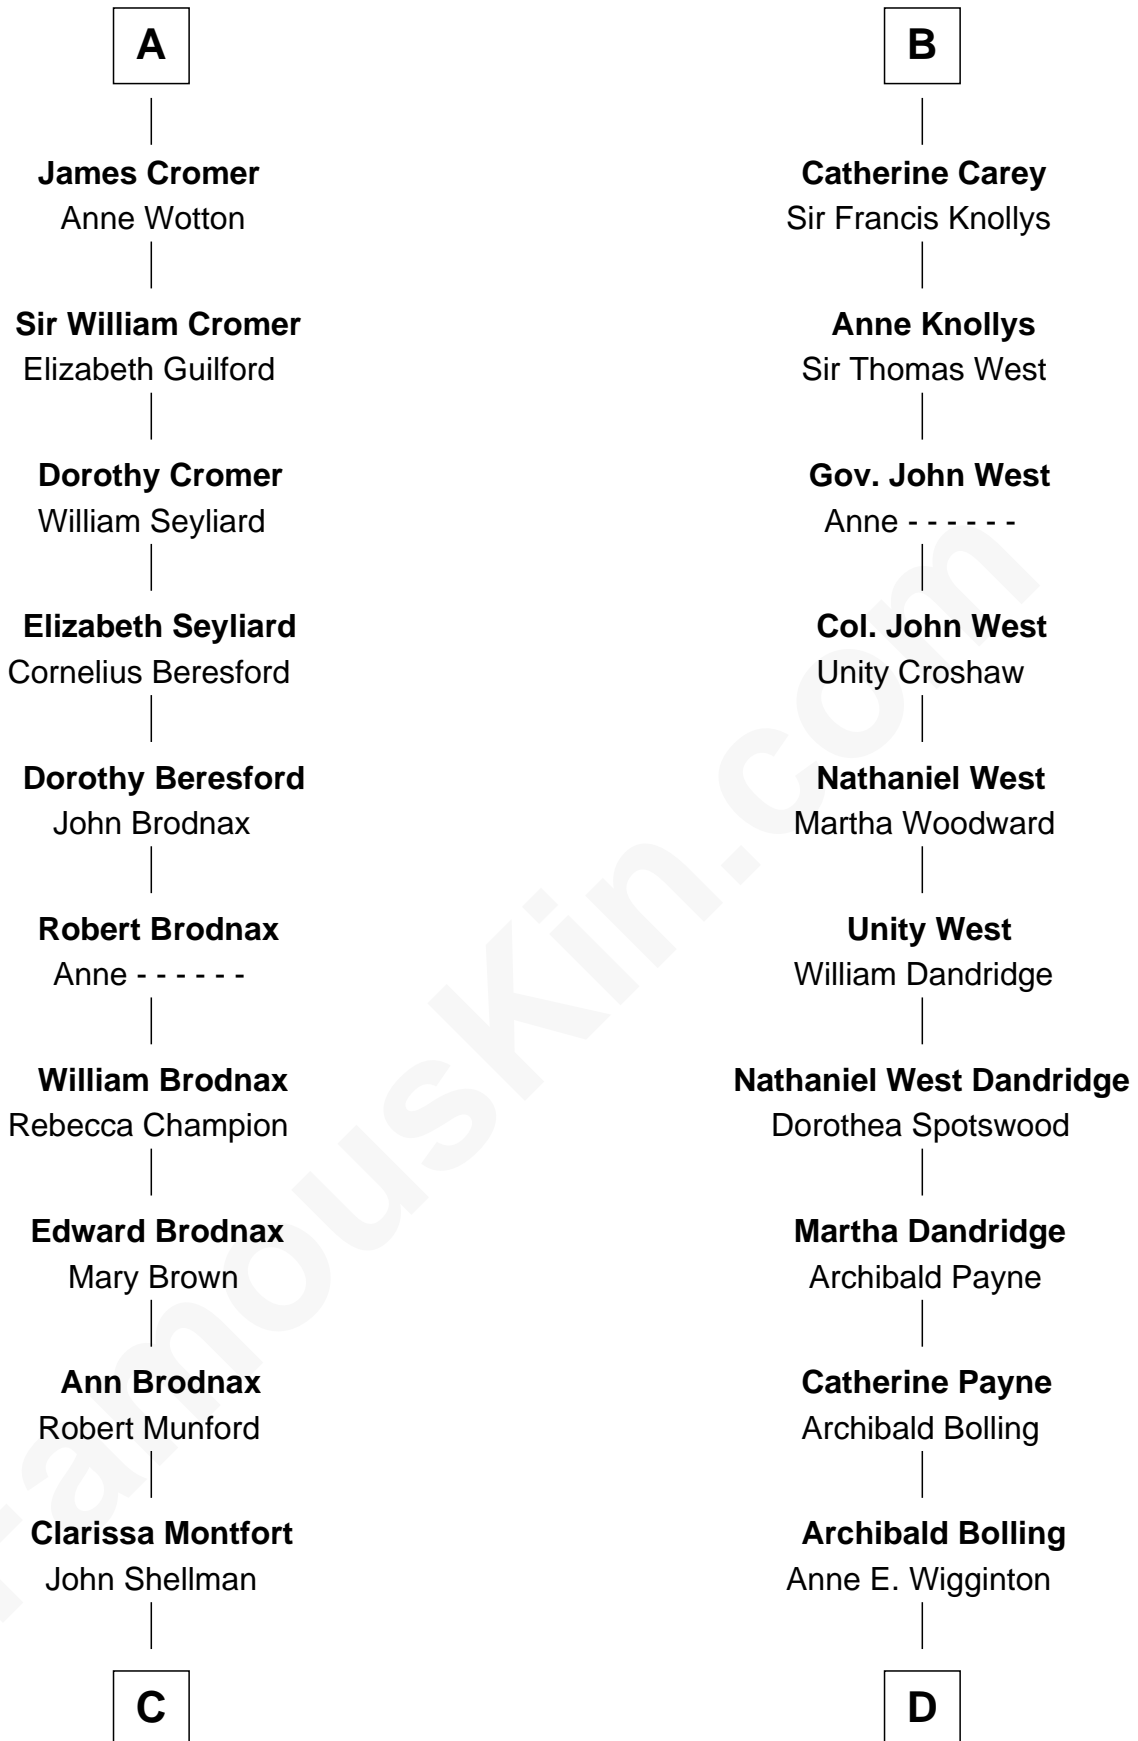 A
James Cromer
Anne Wotton
Sir William Cromer
Elizabeth Guilford
Dorothy Cromer
William Seyliard
Elizabeth Seyliard
Cornelius Beresford
Dorothy Beresford
John Brodnax
Robert Brodnax
Anne - - - - - -
William Brodnax
Rebecca Champion
Edward Brodnax
Mary Brown
Ann Brodnax
Robert Munford
Clarissa Montfort
John Shellman
C
B
Catherine Carey
Sir Francis Knollys
Anne Knollys
Sir Thomas West
Gov. John West
Anne - - - - - -
Col. John West
Unity Croshaw
Nathaniel West
Martha Woodward
Unity West
William Dandridge
Nathaniel West Dandridge
Dorothea Spotswood
Martha Dandridge
Archibald Payne
Catherine Payne
Archibald Bolling
Archibald Bolling
Anne E. Wigginton
D
FamousKin.com